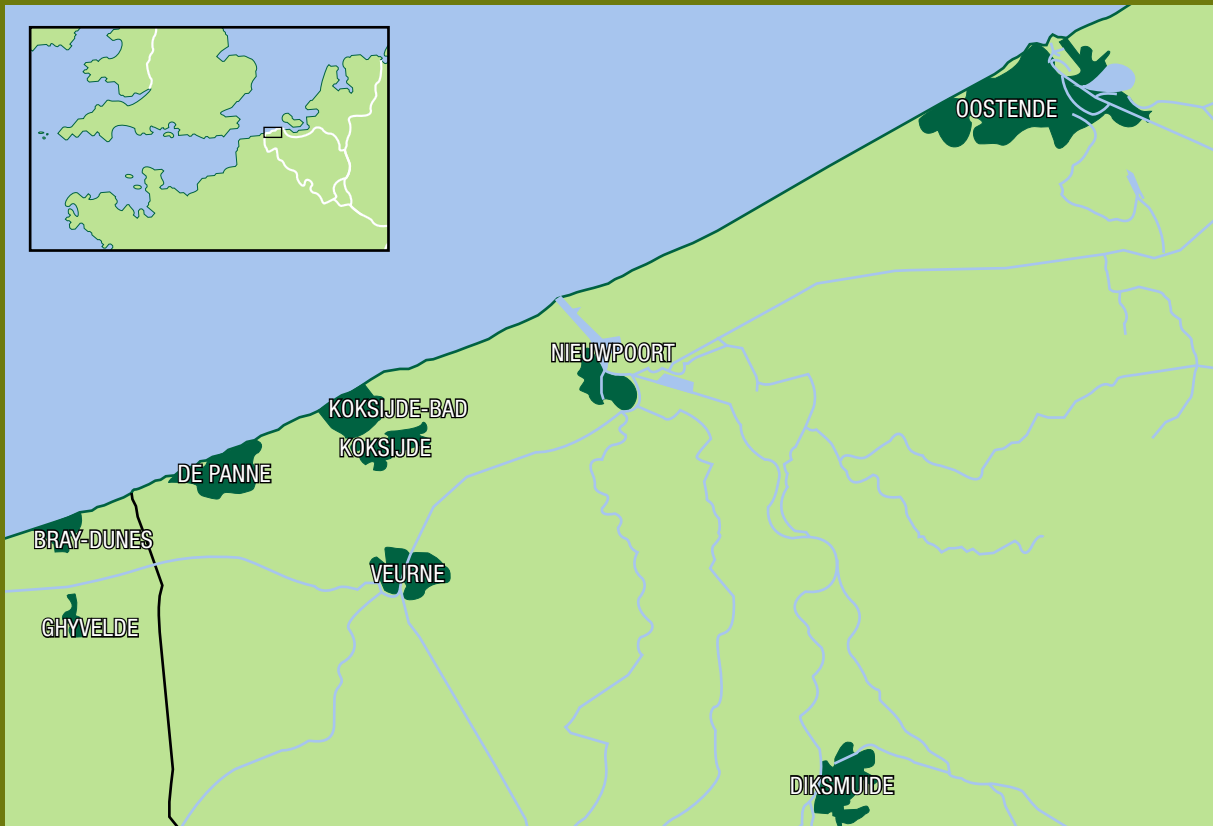 OOSTENDE
NIEUWPOORT
KOKSIJDE-BAD
KOKSIJDE
DE PANNE
BRAY-DUNES
VEURNE
GHYVELDE
DIKSMUIDE